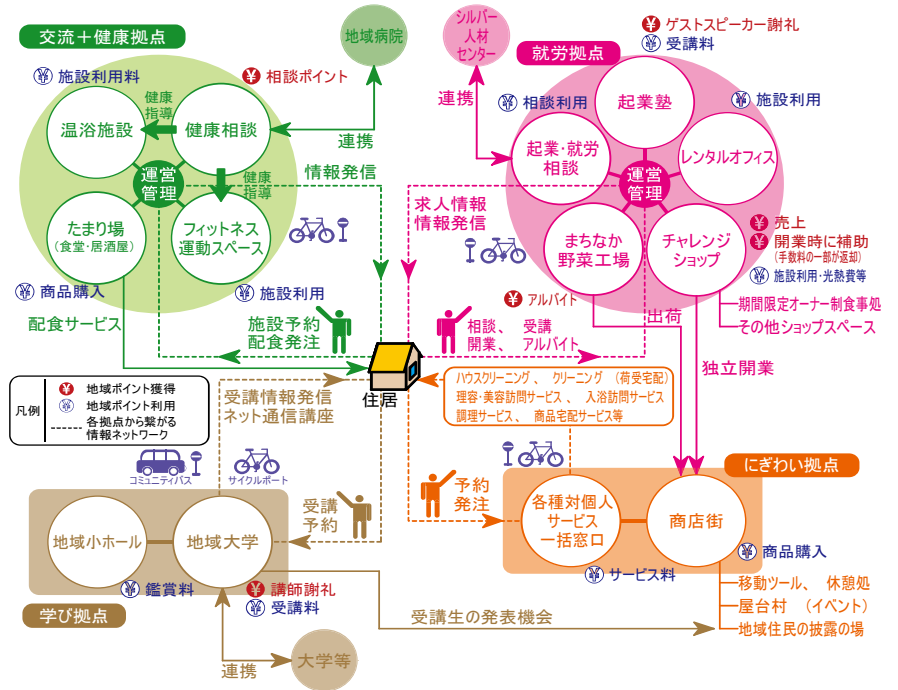 交流＋健康拠点
地域病院
シルバー
人材
センター
就労拠点
ゲストスピーカー謝礼
受講料
施設利用料
相談ポイント
健康
指導
温浴施設
健康相談
連携
運営
管理
健康
指導
情報発信
たまり場
（食堂・居酒屋）
フィットネス
運動スペース
商品購入
施設利用
配食サービス
施設予約
配食発注
連携
相談利用
起業塾
施設利用
起業・就労
相談
レンタルオフィス
運営
管理
求人情報
情報発信
まちなか
野菜工場
チャレンジ
ショップ
売上
開業時に補助
（手数料の一部が返却）
施設利用・光熱費等
アルバイト
出荷
期間限定オーナー制食事処
その他ショップスペース
相談、 受講
開業、 アルバイト
独立開業
住居
凡例
地域ポイント獲得
地域ポイント利用
各拠点から繋がる
情報ネットワーク
受講情報発信
ネット通信講座
ハウスクリーニング 、 クリーニング （荷受宅配）
理容・美容訪問サービス 、 入浴訪問サービス
調理サービス 、 商品宅配サービス等
コミュニティバス
サイクルポート
受講
予約
予約
発注
にぎわい拠点
地域小ホール
地域大学
各種対個人
サービス
一括窓口
商店街
鑑賞料
講師謝礼
受講料
サービス料
商品購入
学び拠点
移動ツール、 休憩処
屋台村 （イベント）
地域住民の披露の場
受講生の発表機会
連携
大学等